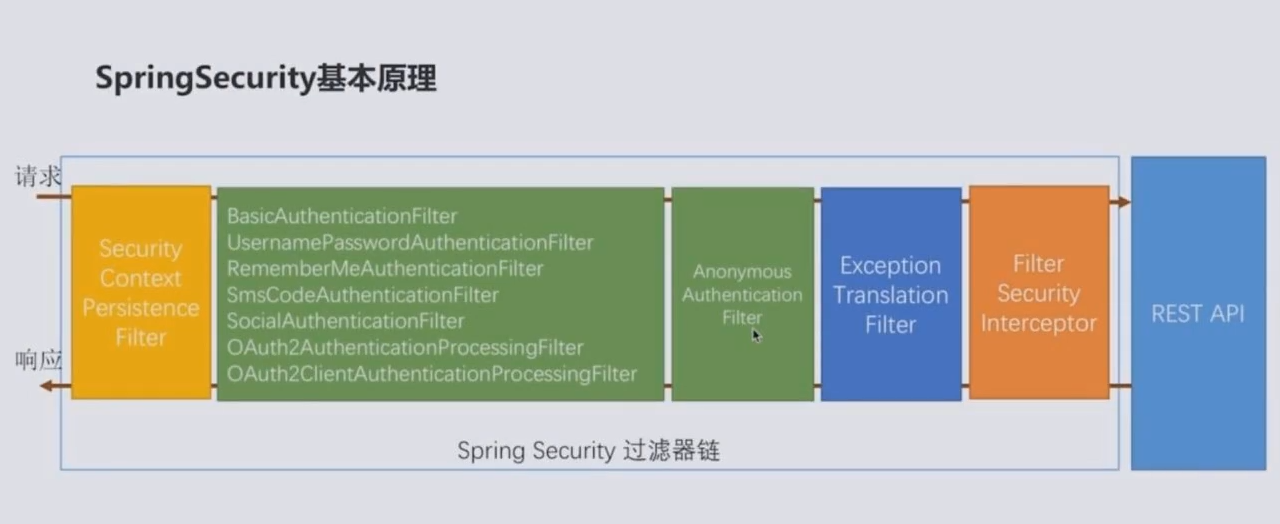 SpringSecurity基本原理
请求
Security
Context
Persistence
Filter
BasicAuthenticationFilter
UsernamePasswordAuthenticationFilter
RememberMeAuthenticationFilter
SmsCodeAuthenticationFilter
SocialAuthenticationFilter
OAuth2AuthenticationProcessingFilter
OAuth2ClientAuthenticationProcessingFilter
Anonymous
Authentication
Filter
Exception
Translation
Filter
Filter
Security
Interceptor
REST API
响应
Spring Security 过滤器链